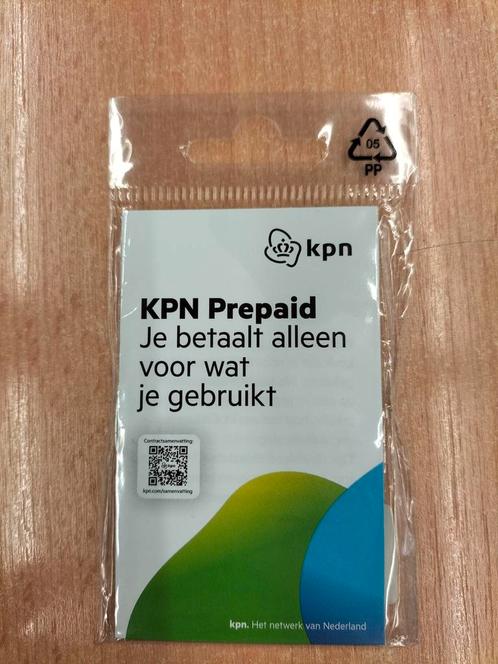 05
PP
kpn
KPN Prepaid
Je betaalt alleen
voor wat
je gebruikt
Contractsamenvatting:
kpn.com/samenvatting
kpn. Het netwerk van Nederland